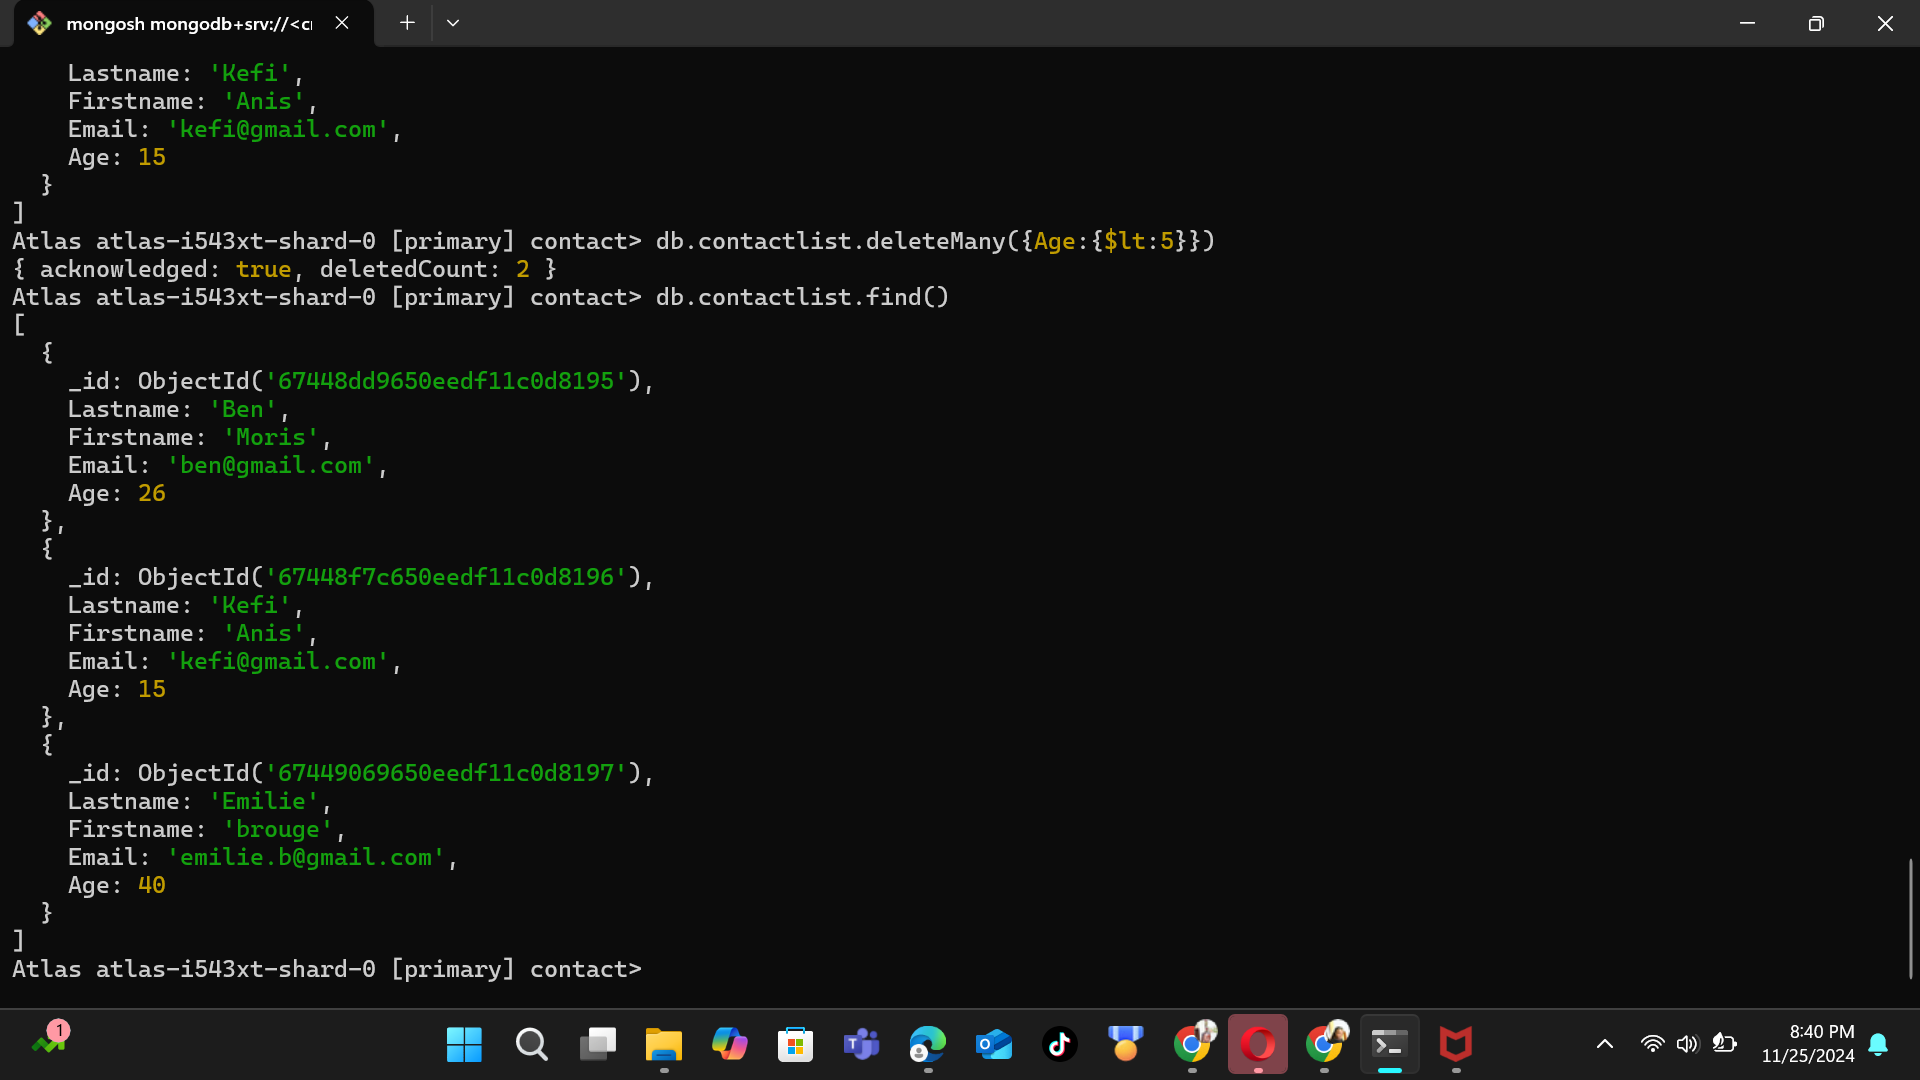 mongosh mongodb+srv://<cr
Lastname: 'Kefi',
Firstname: 'Anis',
Email: 'kefi@gmail.com',
Age: 15
}
]
Atlas atlas-i543xt-shard-0 [primary] contact> db.contactlist.deleteMany({Age:{$lt:5}})
{ acknowledged: true, deletedCount: 2 }
Atlas atlas-i543xt-shard-0 [primary] contact> db.contactlist.find()
[
{
_id: ObjectId('67448dd9650eedf11c0d8195'),
Lastname: 'Ben',
Firstname: 'Moris',
Email: 'ben@gmail.com',
Age: 26
},
{
_id: ObjectId('67448f7c650eedf11c0d8196'),
Lastname: 'Kefi',
Firstname: 'Anis',
Email: 'kefi@gmail.com',
Age: 15
},
{
_id: ObjectId('67449069650eedf11c0d8197'),
Lastname: 'Emilie',
Firstname: 'brouge',
Email: 'emilie.b@gmail.com',
Age: 40
}
]
Atlas atlas-i543xt-shard-0 [primary] contact>
1
8:40 PM
11/25/2024